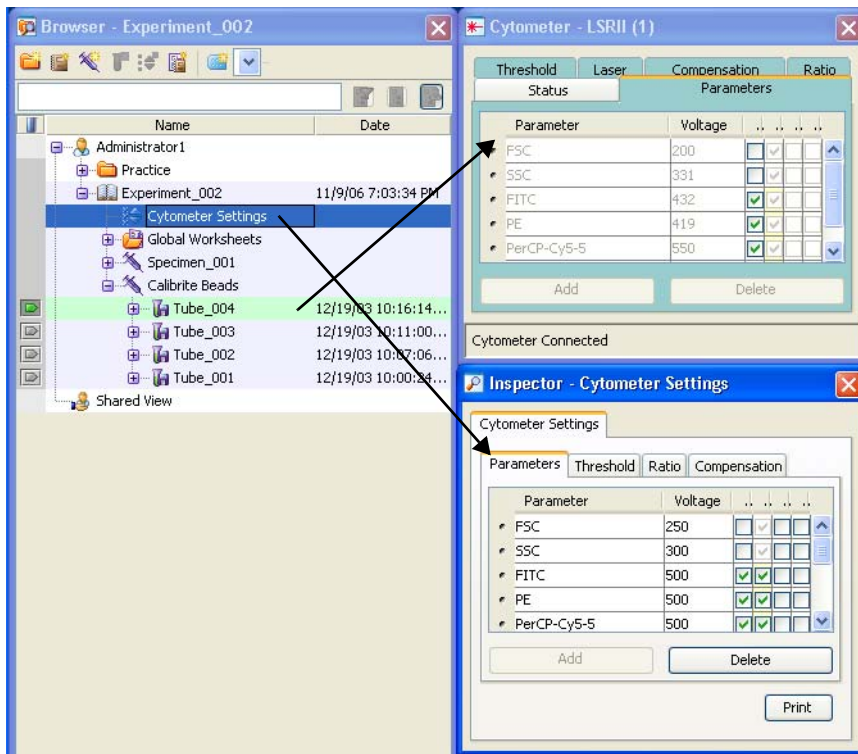 Browser - Experiment_002
Name Date
Administrator1
Practice
Experiment_002 11/9/06 7:03:34 PM
Cytometer Settings
Global Worksheets
Specimen_001
Calibrite Beads
Tube_004 12/19/03 10:16:14...
Tube_003 12/19/03 10:11:00...
Tube_002 12/19/03 10:07:06...
Tube_001 12/19/03 10:00:24...
Shared View
Cytometer - LSRII (1)
Threshold Laser Compensation Ratio
Status Parameters
Parameter Voltage .. .. .. ..
FSC 200
SSC 331
FITC 432
PE 419
PerCP-Cy5-5 550
Add Delete
Cytometer Connected
Inspector - Cytometer Settings
Cytometer Settings
Parameters Threshold Ratio Compensation
Parameter Voltage .. .. .. ..
FSC 250
SSC 300
FITC 500
PE 500
PerCP-Cy5-5 500
Add Delete
Print